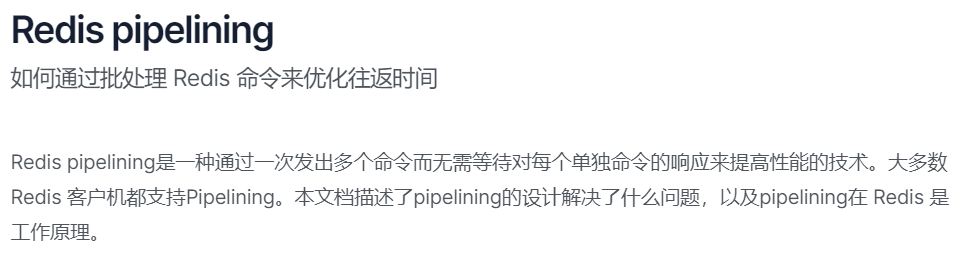 Redis pipelining
如何通过批处理 Redis 命令来优化往返时间
Redis pipelining是一种通过一次发出多个命令而无需等待对每个单独命令的响应来提高性能的技术。大多数
Redis 客户机都支持Pipelining。本文档描述了pipelining的设计解决了什么问题，以及pipelining在 Redis 是
工作原理。